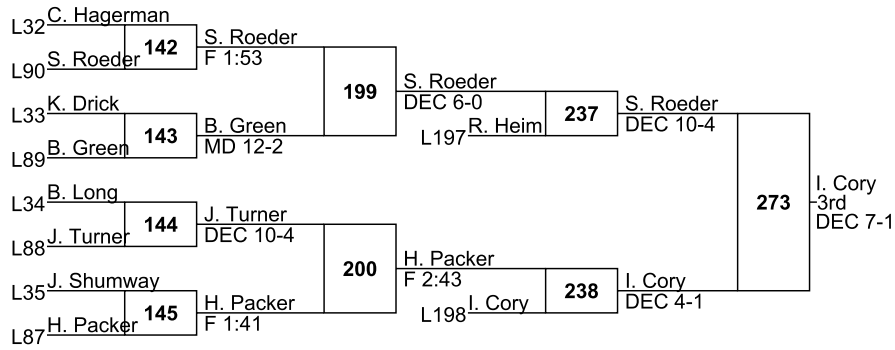 L32 C. Hagerman
142
L90 S. Roeder
S. Roeder
F 1:53
L33 K. Drick
143
L89 B. Green
B. Green
MD 12-2
199
S. Roeder
DEC 6-0
L197 R. Heim
237
S. Roeder
DEC 10-4
L34 B. Long
144
L88 J. Turner
J. Turner
DEC 10-4
L35 J. Shumway
145
L87 H. Packer
H. Packer
F 1:41
200
H. Packer
F 2:43
L198 I. Cory
238
I. Cory
DEC 4-1
273
I. Cory
3rd
DEC 7-1